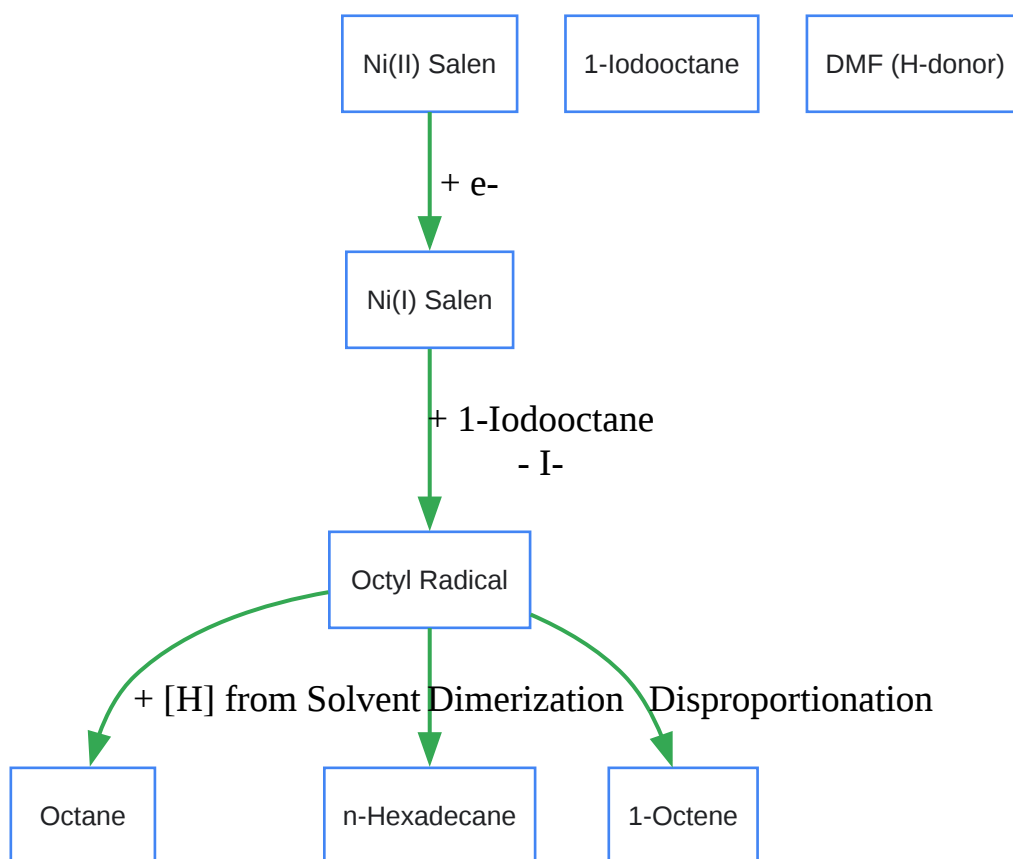 Ni(II) Salen
1-Iodooctane
DMF (H-donor)
+ e-
Ni(I) Salen
+ 1-Iodooctane
- I-
Octyl Radical
+ [H] from Solvent
Dimerization
Disproportionation
Octane
n-Hexadecane
1-Octene